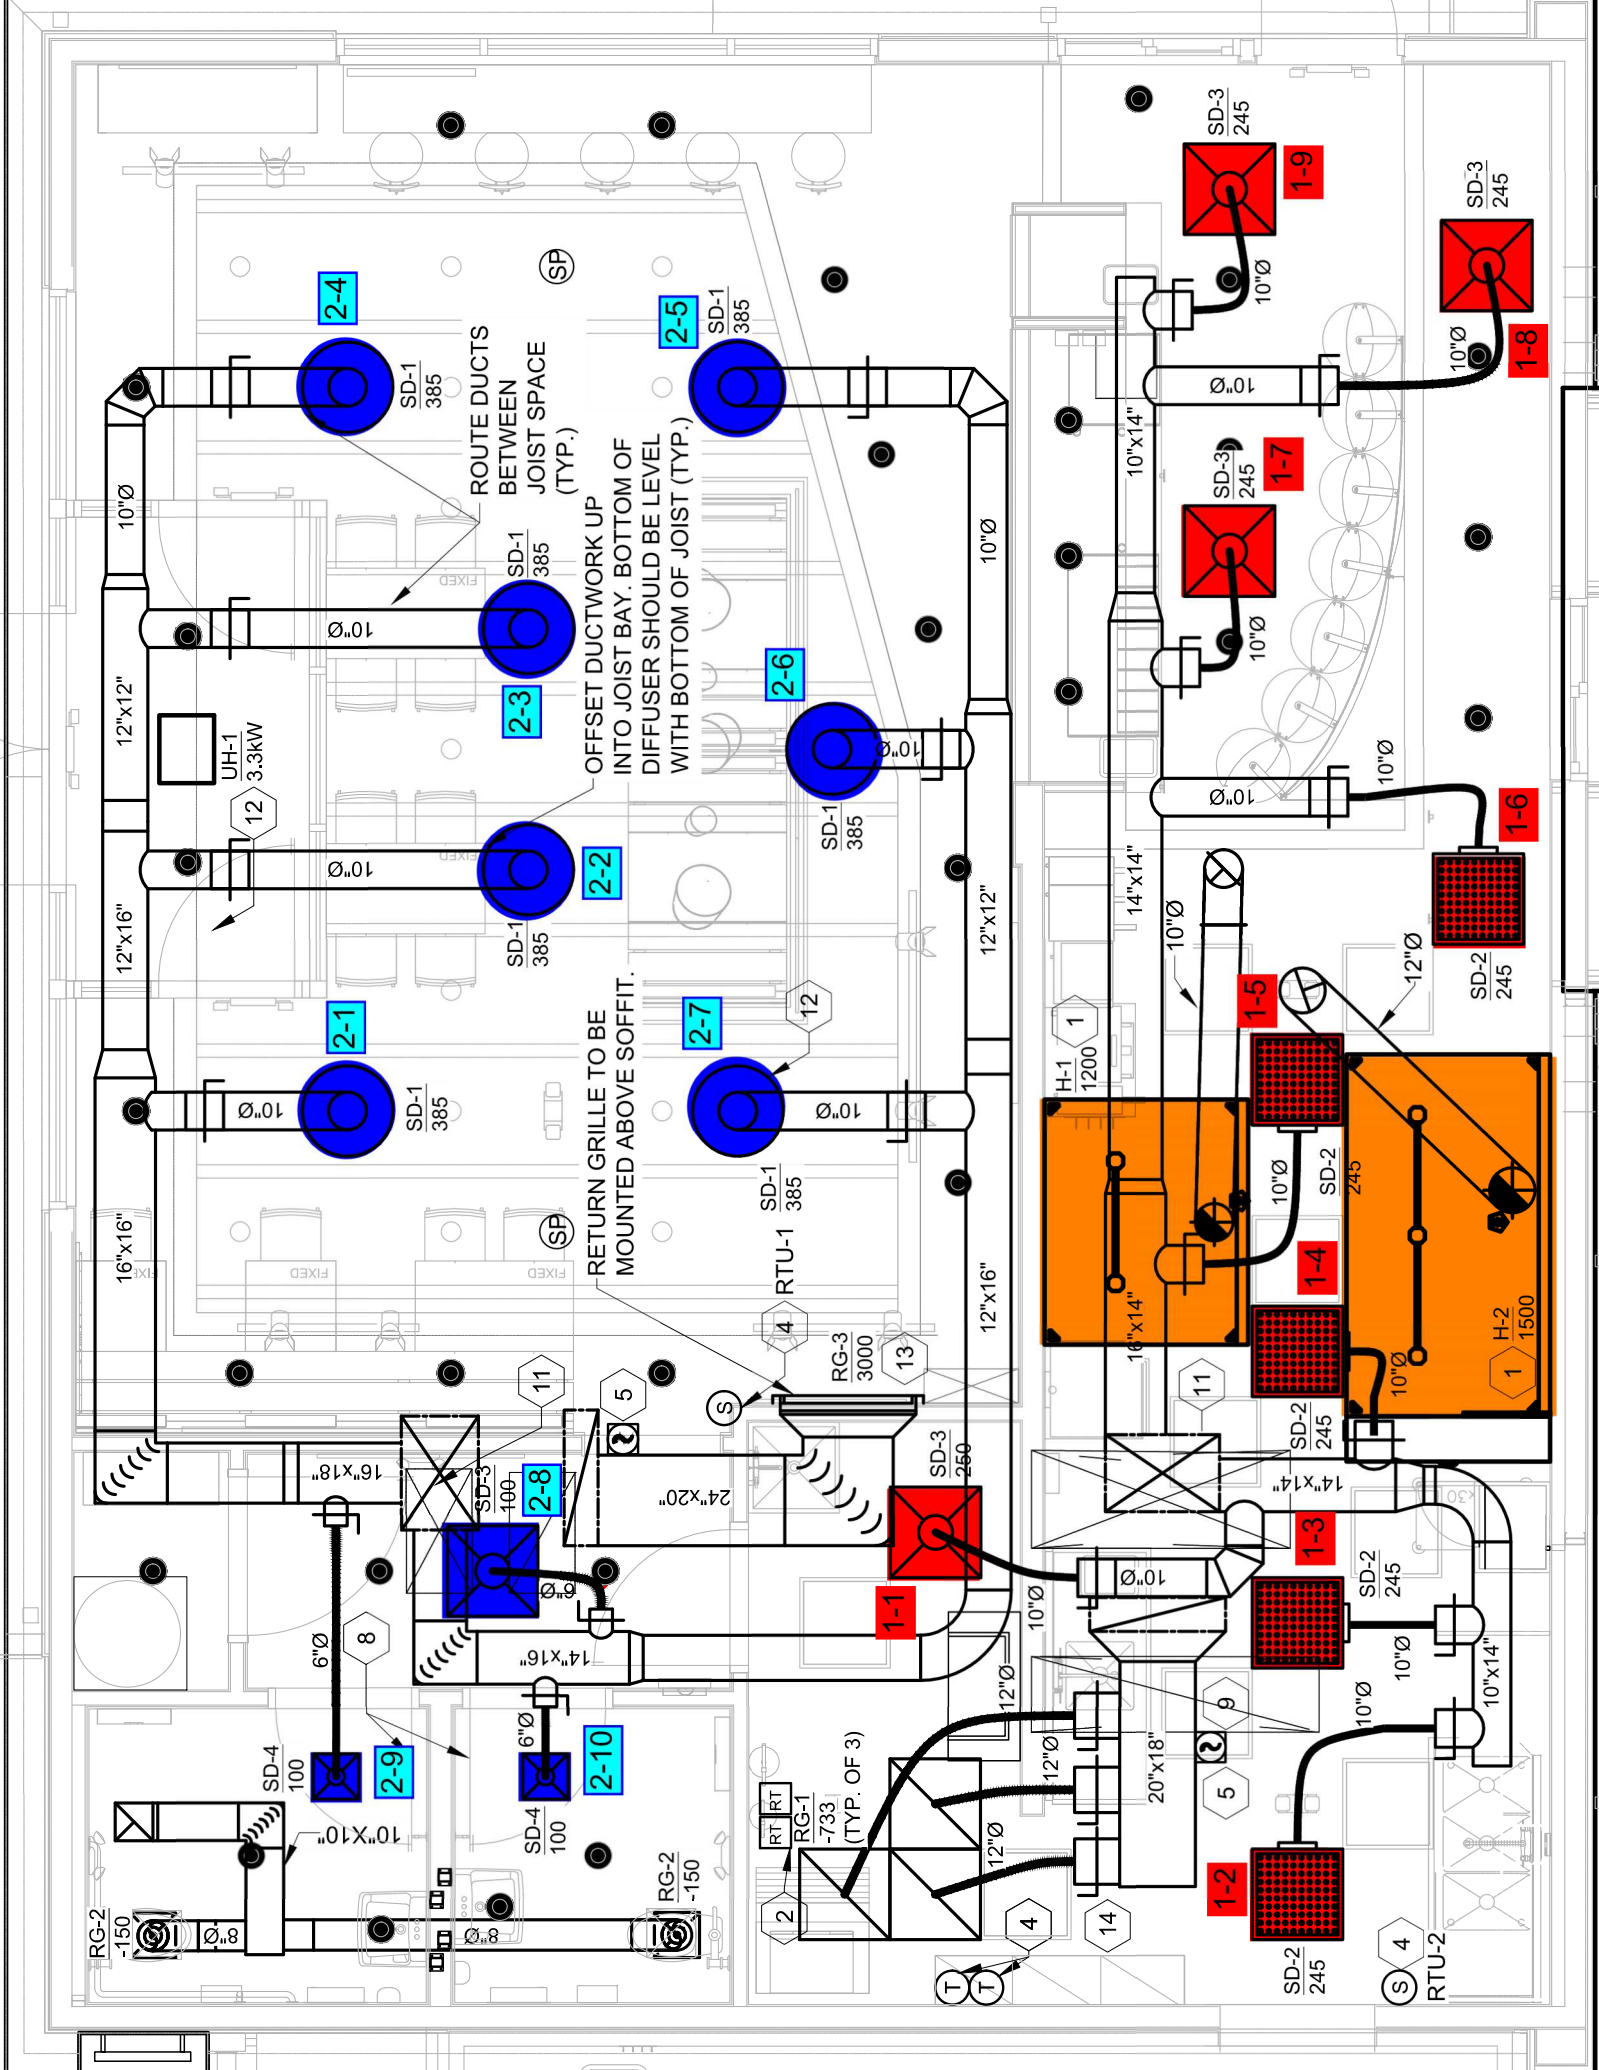 SD-3
245
1-9
SD-3
245
1-8
10"Ø
10"Ø
2-4
SD-1
385
SP
2-5
SD-1
385
ROUTE DUCTS
BETWEEN
JOIST SPACE
(TYP.)
10"Ø
10"x14"
SD-3
245
1-7
10"Ø
10"Ø
10"Ø
OFFSET DUCTWORK UP
INTO JOIST BAY. BOTTOM OF
DIFFUSER SHOULD BE LEVEL
WITH BOTTOM OF JOIST (TYP.)
SD-1
385
FIXED
10"Ø
2-3
12"x12"
UH-1
3.3kW
12
2-6
10"Ø
SD-1
385
10"Ø
10"Ø
1-6
FIXED
10"Ø
2-2
SD-1
385
12"x16"
12"x12"
14"x14"
10"Ø
12"Ø
SD-2
245
2-1
10"Ø
SD-1
385
2-7
12
10"Ø
SD-1
385
RETURN GRILLE TO BE
MOUNTED ABOVE SOFFIT.
1
H-1
1200
1-5
10"Ø
SD-2
245
16"x16"
FIXED
FIXED
FIXED
SP
RTU-1
4
12"x16"
16"x14"
1-4
H-2
1500
1
10"Ø
RG-3
3000
13
11
5
S
11
SD-2
245
16"x18"
SD-3
100
2-8
24"x20"
SD-3
250
14"x14"
x30
1-3
6"Ø
10"Ø
SD-2
245
1-1
10"Ø
6"Ø
8
14"x16"
12"Ø
10"Ø
10"x14"
9
10"Ø
6"Ø
SD-4
100
2-9
2-10
SD-4
100
10"X10"
RT
RT
RG-1
-733
(TYP. OF 3)
12"Ø
20"x18"
5
12"Ø
1-2
2
4
14
RG-2
-150
8"Ø
8"Ø
RG-2
-150
T
T
SD-2
245
S
4
RTU-2